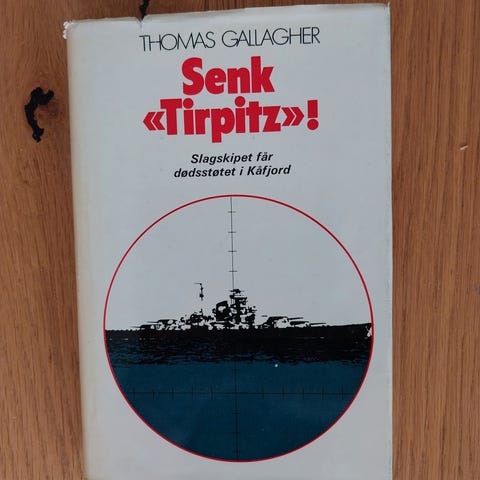 THOMAS GALLAGHER
Senk
«Tirpitz»!
Slagskipet får
dødsstøtet i Kåfjord